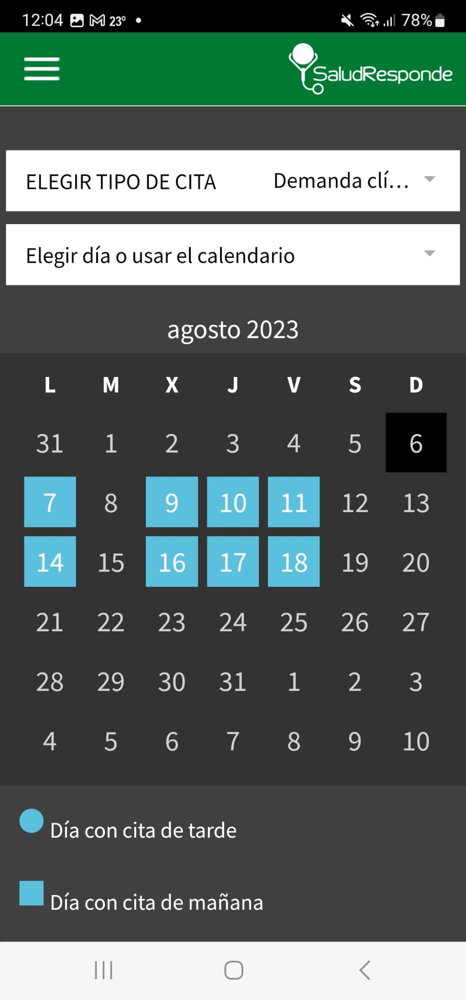 12:04 23° 78%
SaludResponde
ELEGIR TIPO DE CITA Demanda clí...
Elegir día o usar el calendario
agosto 2023
L M X J V S D
31 1 2 3 4 5 6
7 8 9 10 11 12 13
14 15 16 17 18 19 20
21 22 23 24 25 26 27
28 29 30 31 1 2 3
4 5 6 7 8 9 10
Día con cita de tarde
Día con cita de mañana